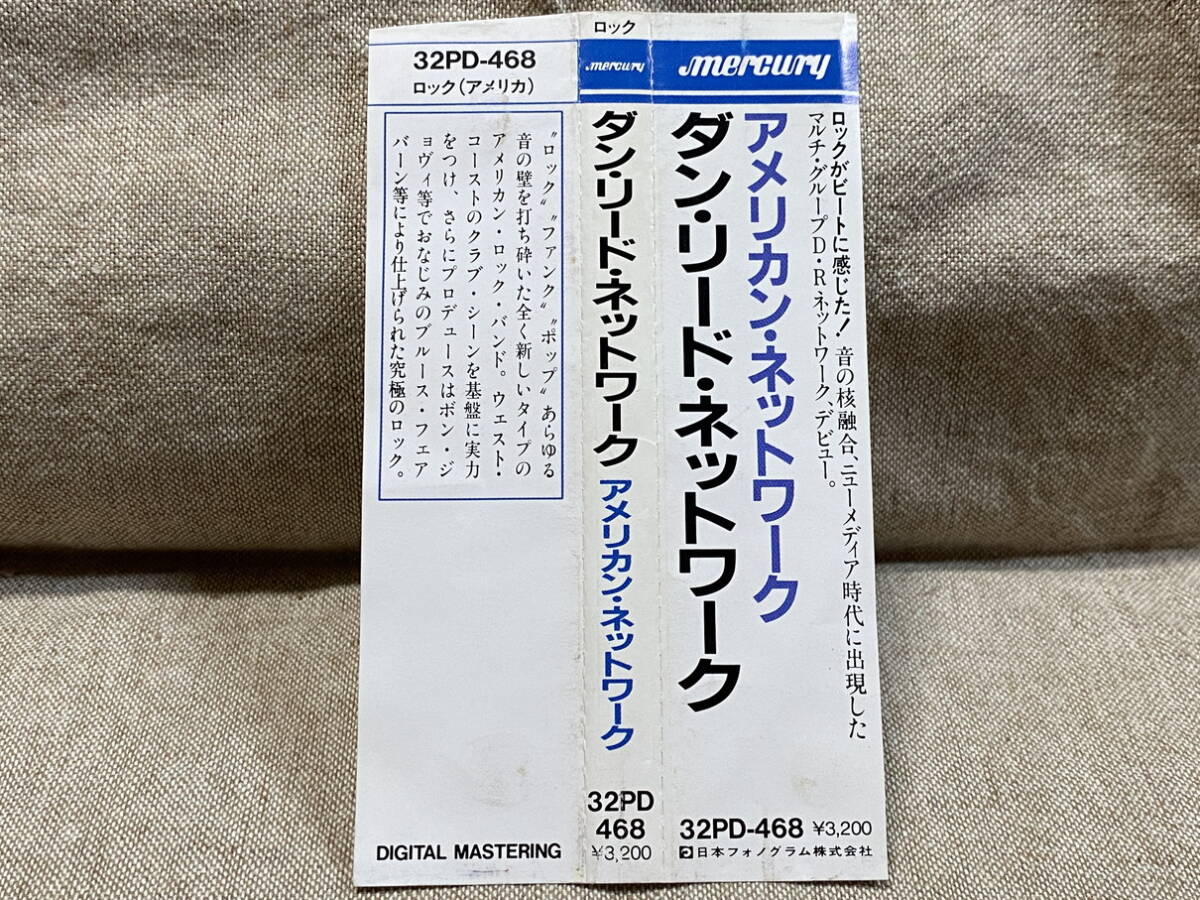 32PD-468
ロック(アメリカ)
〝ロック〟〝ファンク〟〝ポップ〟あらゆる
音の壁を打ち砕いた全く新しいタイプの
アメリカン・ロック・バンド。ウェスト・
コーストのクラブ・シーンを基盤に実力
をつけ、さらにプロデュースはボン・ジ
ョヴィ等でおなじみのブルース・フェア
バーン等により仕上げられた究極のロック。
DIGITAL MASTERING
ロック
mercury
ダン・リード・ネットワーク アメリカン・ネットワーク
32PD
468
¥3,200
mercury
ロックがビートに感じた! 音の核融合、ニューメディア時代に出現した
マルチ・グループD・R・ネットワーク、デビュー。
アメリカン・ネットワーク
ダン・リード・ネットワーク
32PD-468 ¥3,200
日本フォノグラム株式会社